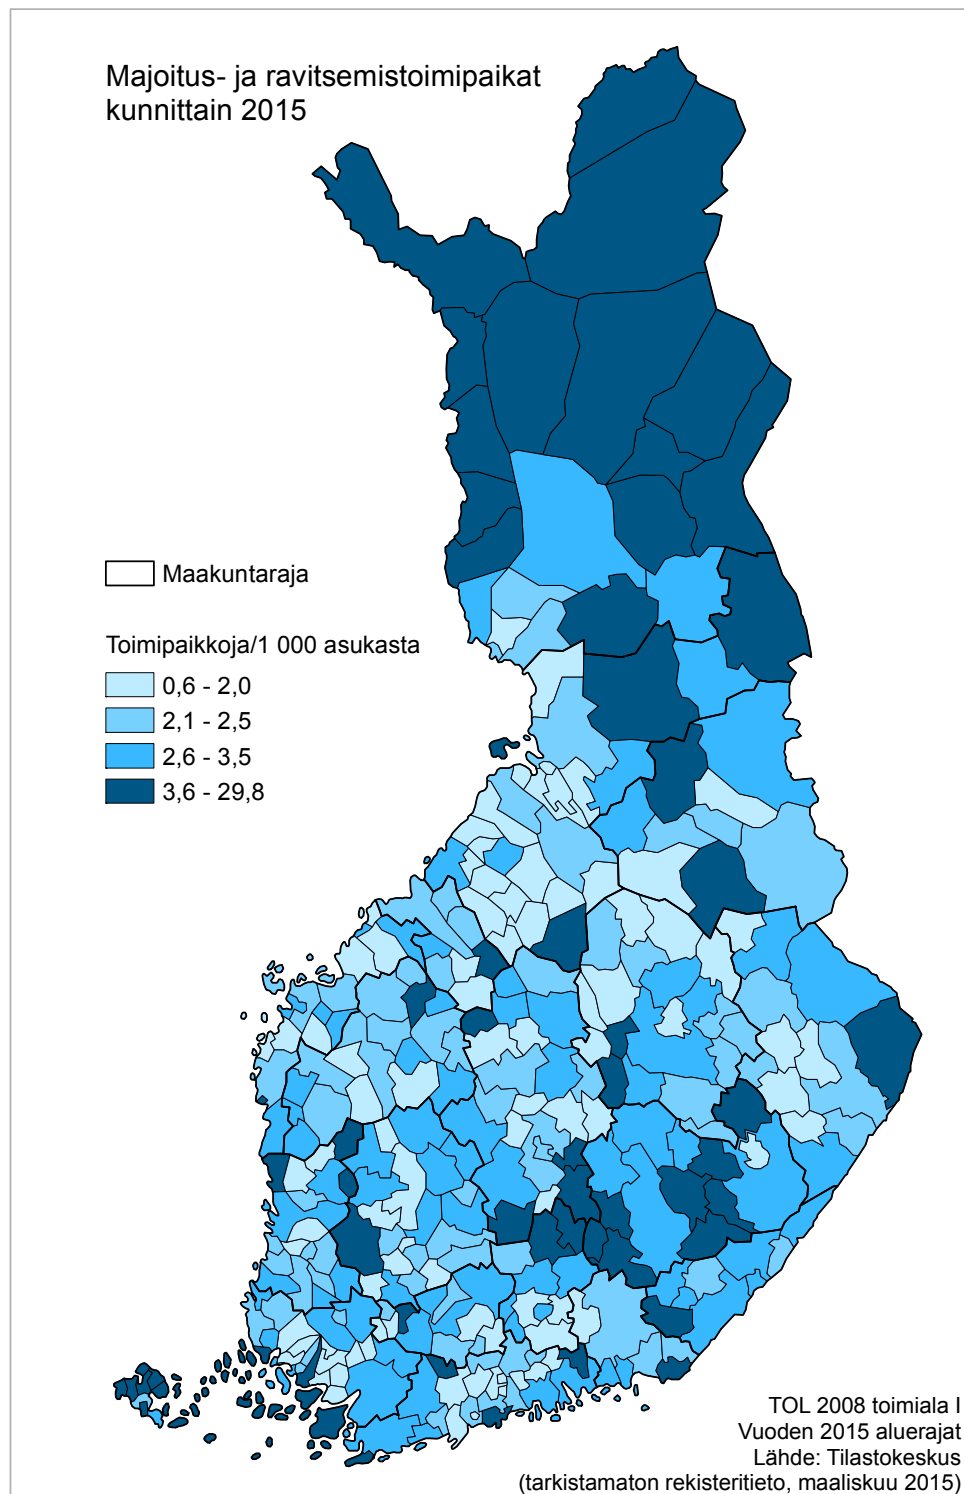 Majoitus- ja ravitsemistoimipaikat
kunnittain 2015
Maakuntaraja
Toimipaikkoja/1 000 asukasta
0,6 - 2,0
2,1 - 2,5
2,6 - 3,5
3,6 - 29,8
TOL 2008 toimiala I
Vuoden 2015 aluerajat
Lähde: Tilastokeskus
(tarkistamaton rekisteritieto, maaliskuu 2015)